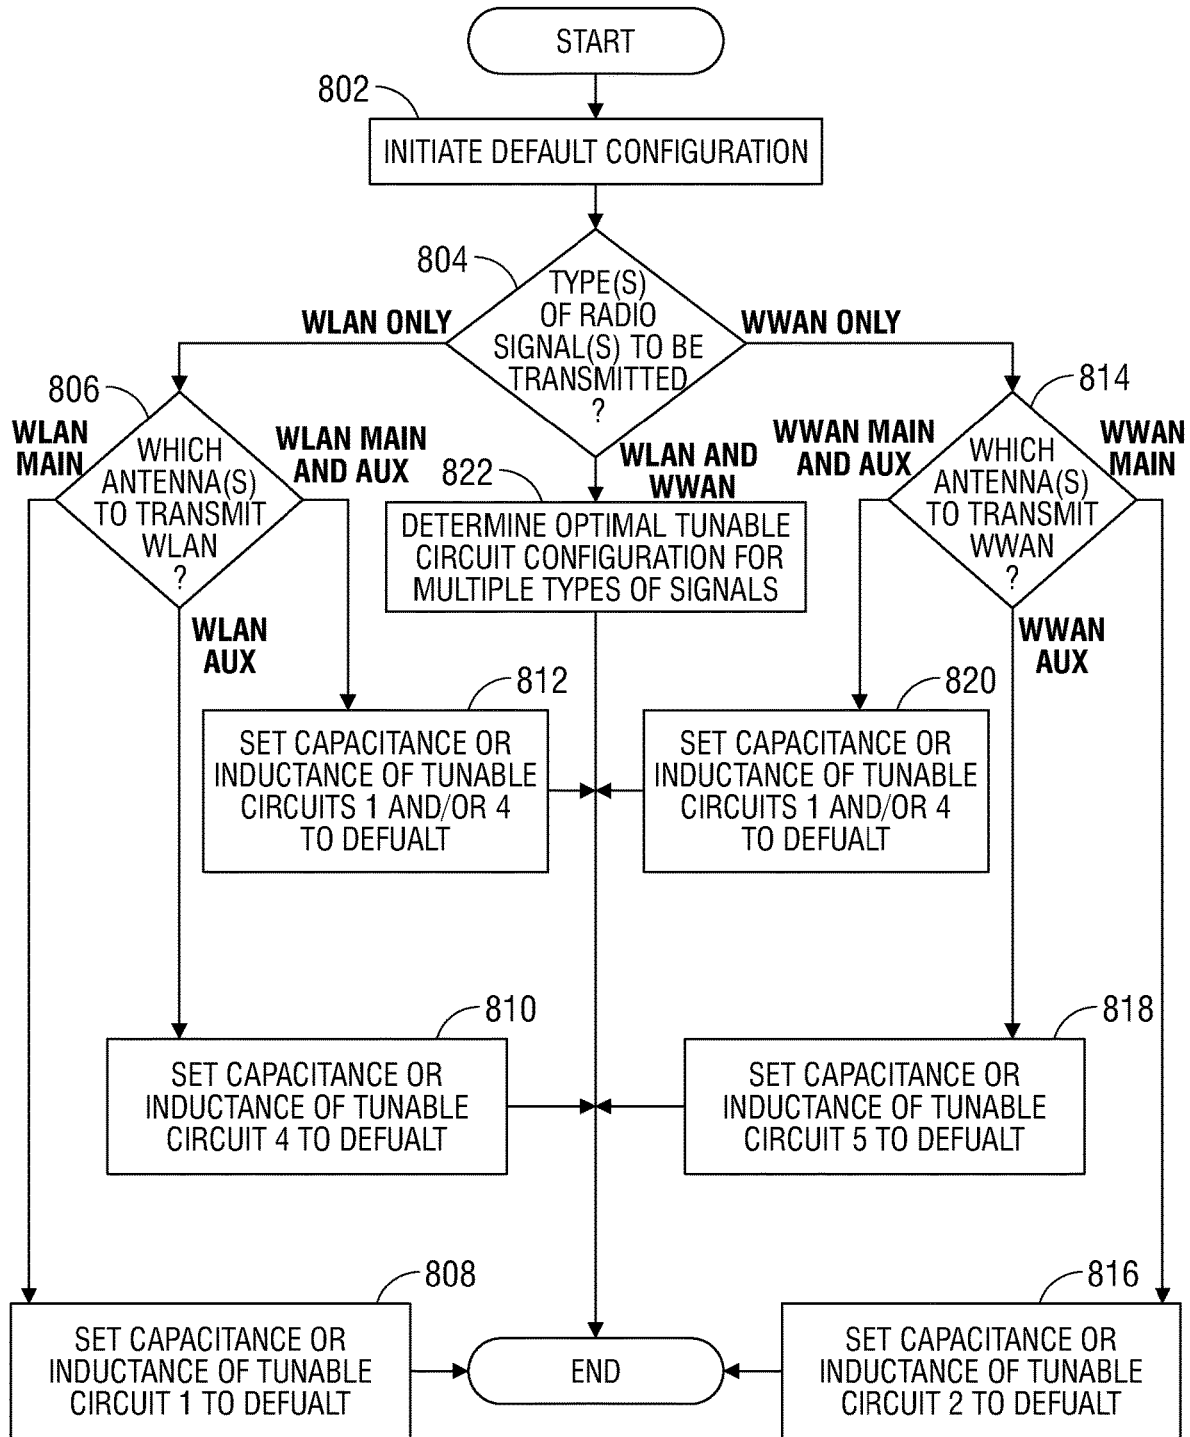 START
802
INITIATE DEFAULT CONFIGURATION
804
TYPE(S)
OF RADIO
SIGNAL(S) TO BE
TRANSMITTED
?
WLAN ONLY
WWAN ONLY
806
WHICH
ANTENNA(S)
TO TRANSMIT
WLAN
?
WLAN
MAIN
WLAN MAIN
AND AUX
WLAN
AUX
WLAN AND
WWAN
822
DETERMINE OPTIMAL TUNABLE
CIRCUIT CONFIGURATION FOR
MULTIPLE TYPES OF SIGNALS
814
WHICH
ANTENNA(S)
TO TRANSMIT
WWAN
?
WWAN MAIN
AND AUX
WWAN
MAIN
WWAN
AUX
812
SET CAPACITANCE OR
INDUCTANCE OF TUNABLE
CIRCUITS 1 AND/OR 4
TO DEFUALT
820
SET CAPACITANCE OR
INDUCTANCE OF TUNABLE
CIRCUITS 1 AND/OR 4
TO DEFUALT
810
SET CAPACITANCE OR
INDUCTANCE OF TUNABLE
CIRCUIT 4 TO DEFUALT
818
SET CAPACITANCE OR
INDUCTANCE OF TUNABLE
CIRCUIT 5 TO DEFUALT
808
SET CAPACITANCE OR
INDUCTANCE OF TUNABLE
CIRCUIT 1 TO DEFUALT
END
816
SET CAPACITANCE OR
INDUCTANCE OF TUNABLE
CIRCUIT 2 TO DEFUALT